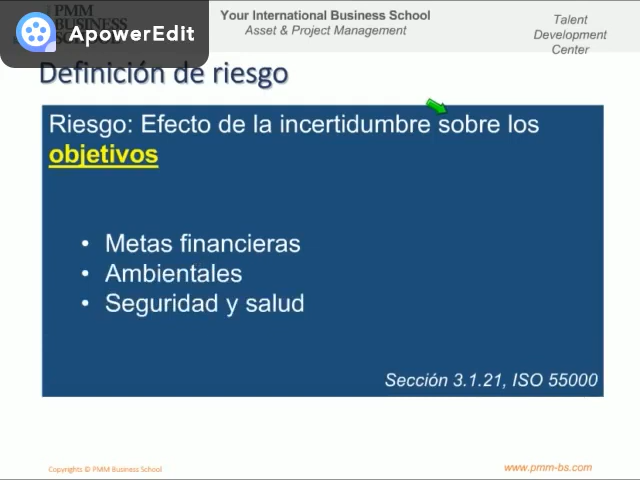 PMM
BUSINESS
SCHOOL
ApowerEdit
Your International Business School
Asset & Project Management
Talent
Development
Center
Definición de riesgo
Riesgo: Efecto de la incertidumbre sobre los
objetivos
• Metas financieras
• Ambientales
• Seguridad y salud
Sección 3.1.21, ISO 55000
Copyrights © PMM Business School
www.pmm-bs.com